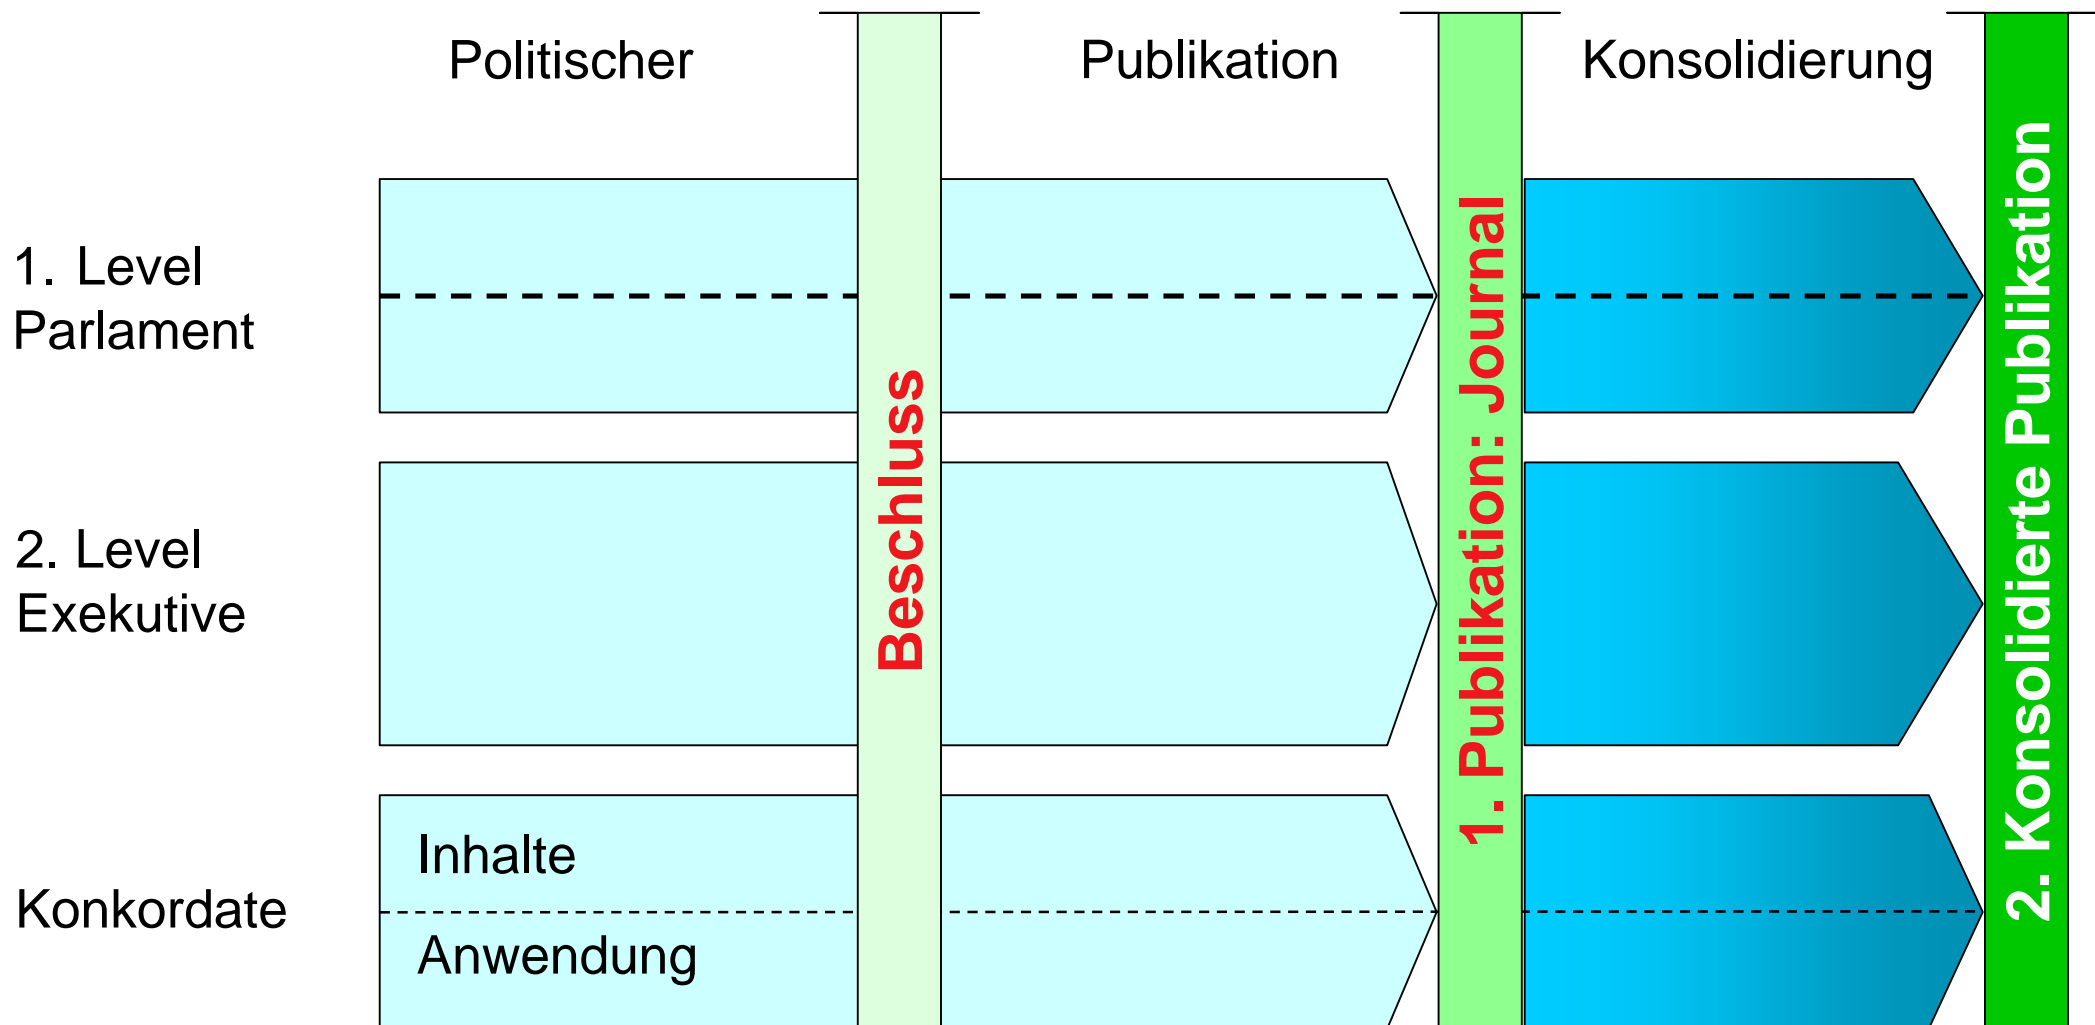 Politischer
Publikation
Konsolidierung
1. Level
Parlament
2. Level
Exekutive
Konkordate
Inhalte
Anwendung
Beschluss
1. Publikation: Journal
2. Konsolidierte Publikation